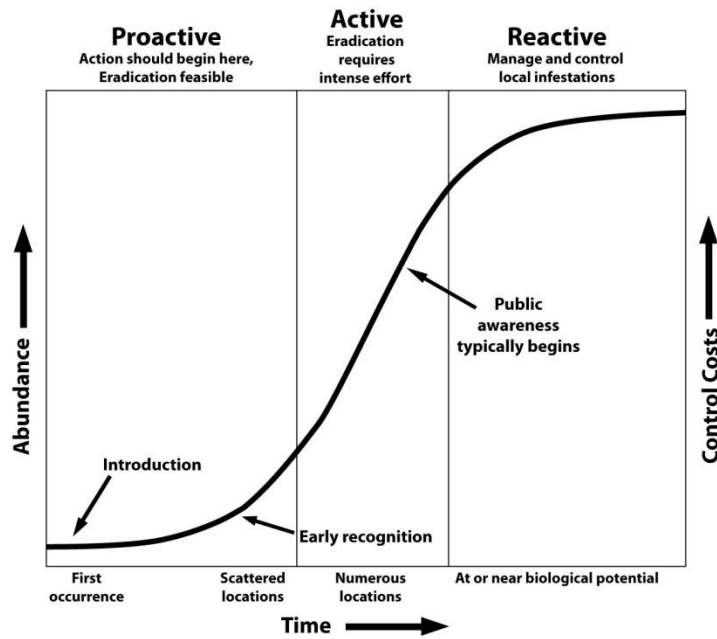 Proactive
Action should begin here,
Eradication feasible
Active
Eradication
requires
intense effort
Reactive
Manage and control
local infestations
Abundance
Control Costs
Public
awareness
typically begins
Introduction
Early recognition
First
occurrence
Scattered
locations
Numerous
locations
At or near biological potential
Time